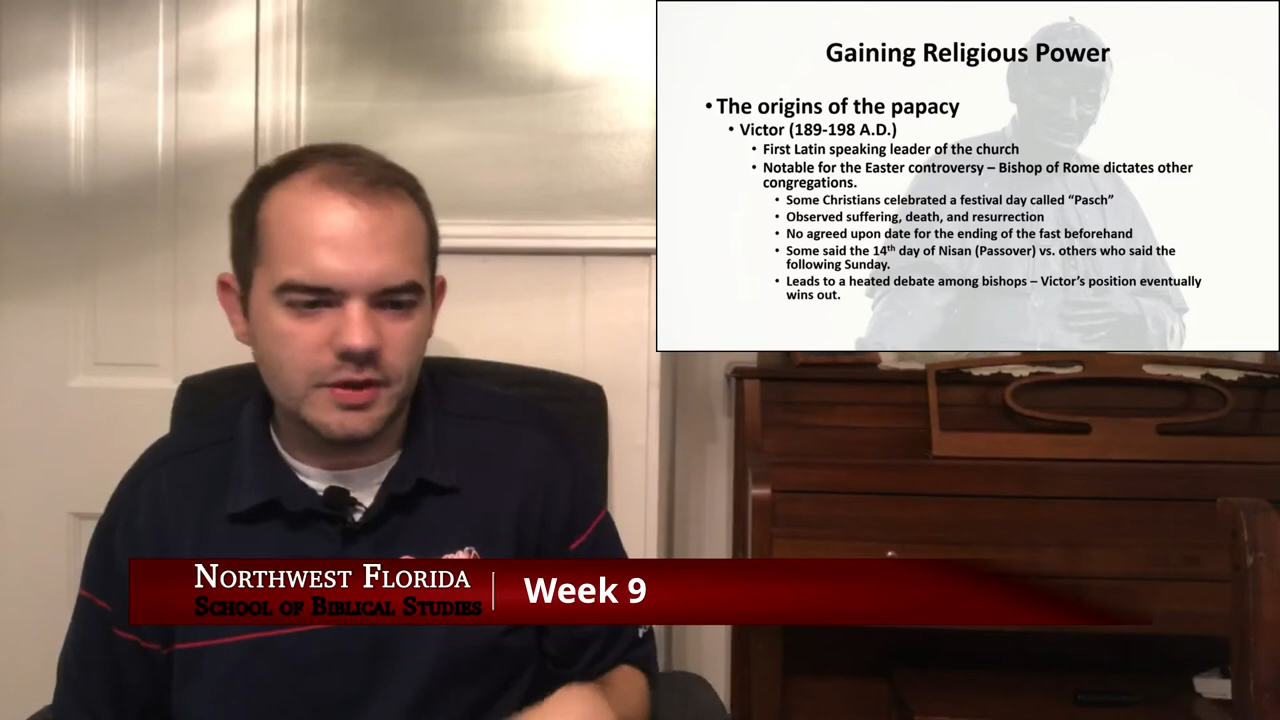 Gaining Religious Power
• The origins of the papacy
• Victor (189-198 A.D.)
• First Latin speaking leader of the church
• Notable for the Easter controversy – Bishop of Rome dictates other
congregations.
• Some Christians celebrated a festival day called “Pasch”
• Observed suffering, death, and resurrection
• No agreed upon date for the ending of the fast beforehand
• Some said the 14th day of Nisan (Passover) vs. others who said the
following Sunday.
• Leads to a heated debate among bishops – Victor’s position eventually
wins out.
Northwest Florida
School of Biblical Studies
Week 9